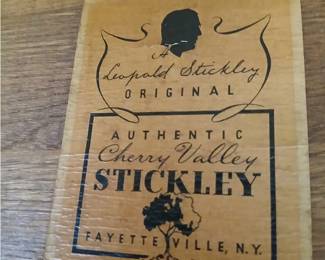 A
Leopold Stickley
ORIGINAL
AUTHENTIC
Cherry Valley
STICKLEY
FAYETTEVILLE, N.Y.